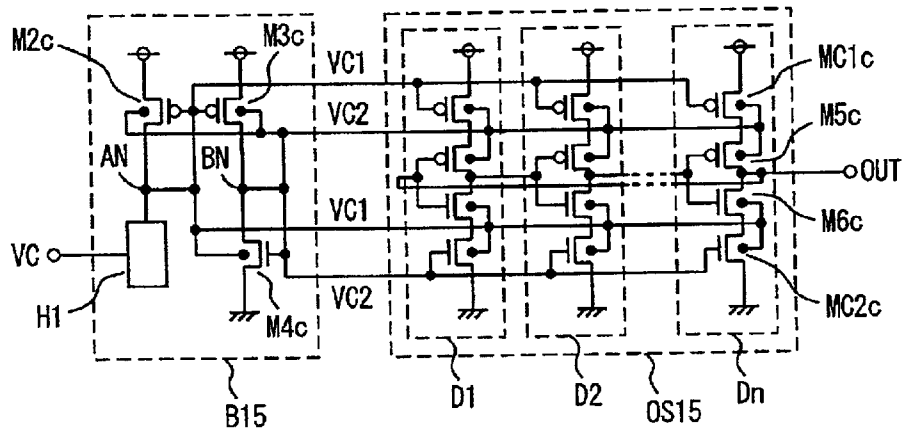 M2c
M3c
VC1
MC1c
VC2
M5c
AN
BN
OUT
VC1
M6c
VC
VC2
H1
M4c
MC2c
D1
D2
Dn
B15
OS15